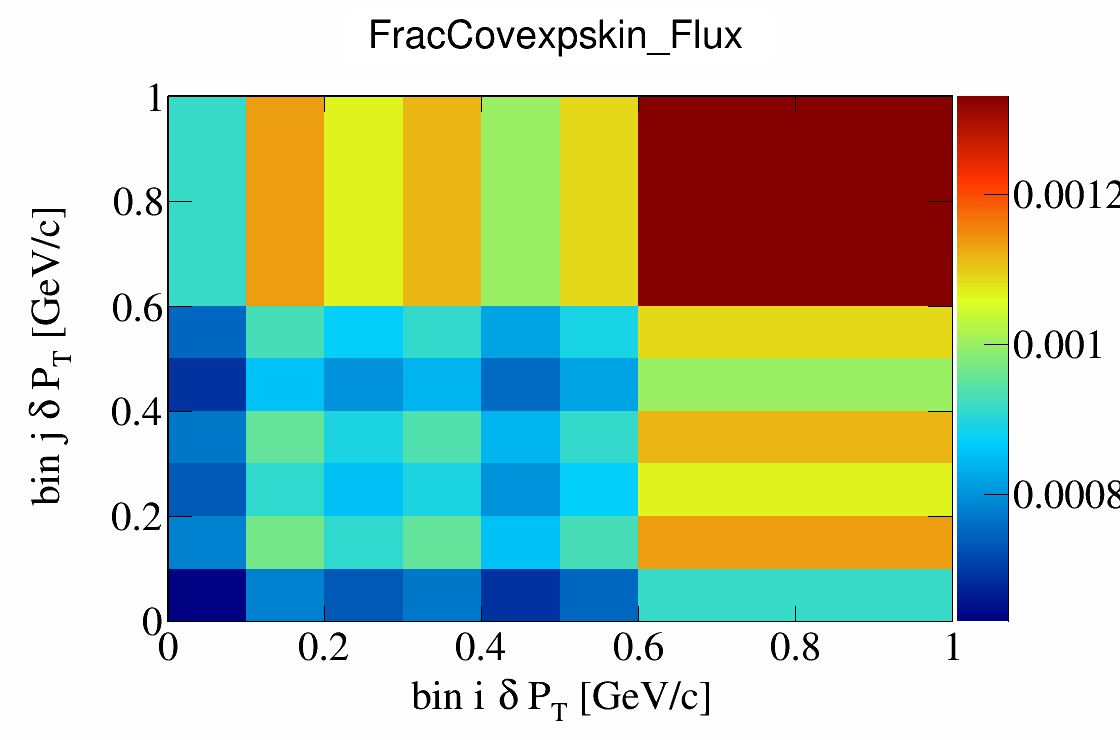 FracCovexpskin_Flux
bin j δ P_T [GeV/c]
1
0.8
0.6
0.4
0.2
0
0 0.2 0.4 0.6 0.8 1
bin i δ P_T [GeV/c]
0.0012
0.001
0.0008